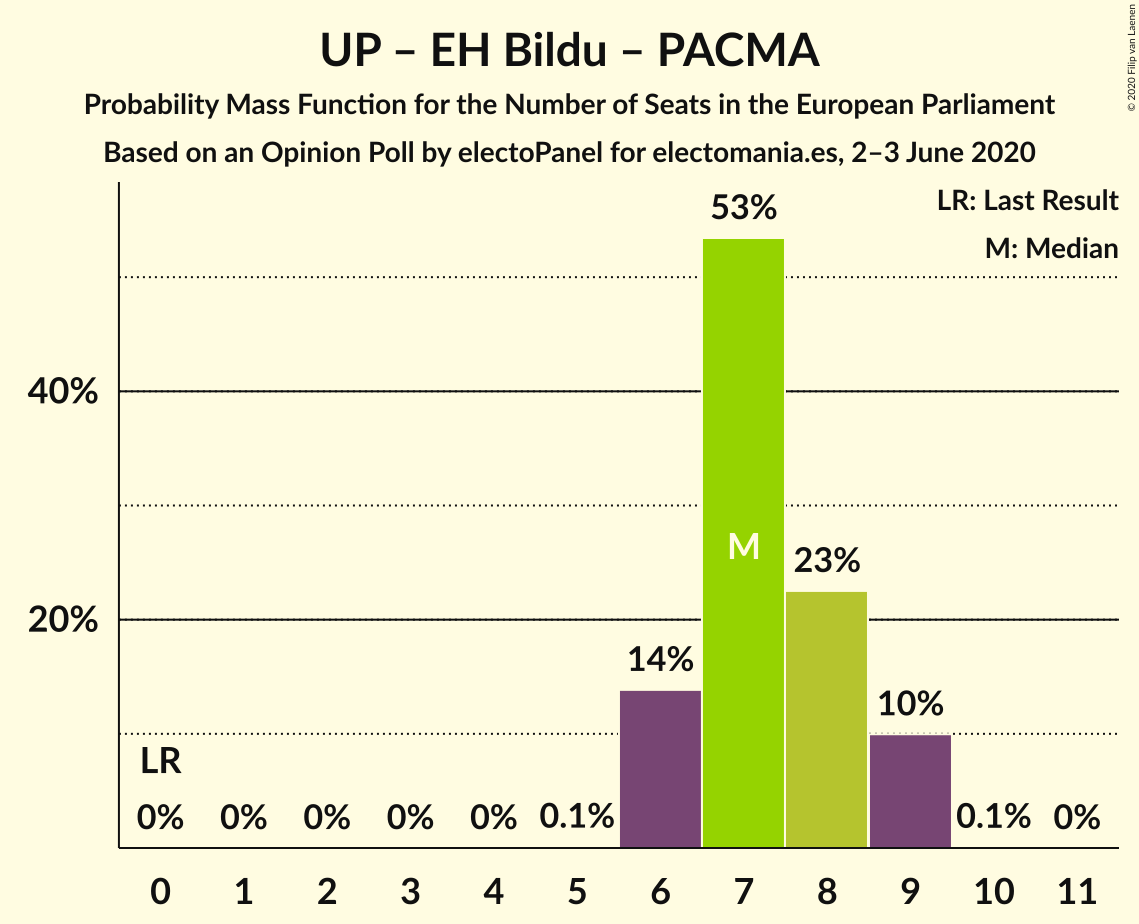 UP – EH Bildu – PACMA
Probability Mass Function for the Number of Seats in the European Parliament
Based on an Opinion Poll by electoPanel for electomania.es, 2–3 June 2020
© 2020 Filip van Laenen
LR: Last Result
M: Median
53%
40%
M
23%
20%
14%
10%
LR
0% 0% 0% 0% 0% 0.1% 0.1% 0%
0 1 2 3 4 5 6 7 8 9 10 11